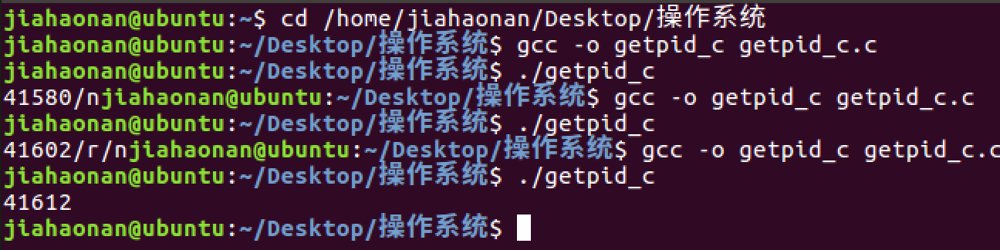 jiahaonan@ubuntu:~$ cd /home/jiahaonan/Desktop/操作系统
jiahaonan@ubuntu:~/Desktop/操作系统$ gcc -o getpid_c getpid_c.c
jiahaonan@ubuntu:~/Desktop/操作系统$ ./getpid_c
41580/njiahaonan@ubuntu:~/Desktop/操作系统$ gcc -o getpid_c getpid_c.c
jiahaonan@ubuntu:~/Desktop/操作系统$ ./getpid_c
41602/r/njiahaonan@ubuntu:~/Desktop/操作系统$ gcc -o getpid_c getpid_c.c
jiahaonan@ubuntu:~/Desktop/操作系统$ ./getpid_c
41612
jiahaonan@ubuntu:~/Desktop/操作系统$